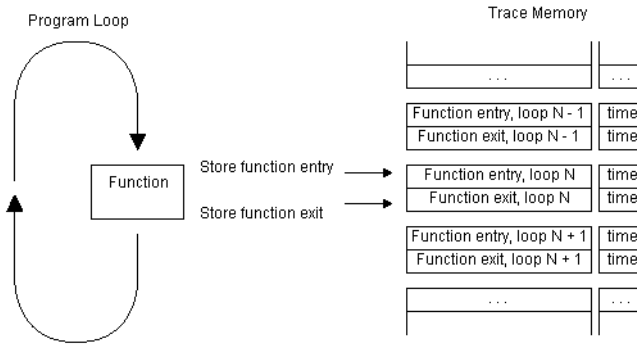 Program Loop
Trace Memory
. . .
. . .
Function entry, loop N - 1
time
Function exit, loop N - 1
time
Function
Store function entry
Function entry, loop N
time
Store function exit
Function exit, loop N
time
Function entry, loop N + 1
time
Function exit, loop N + 1
time
. . .
. . .